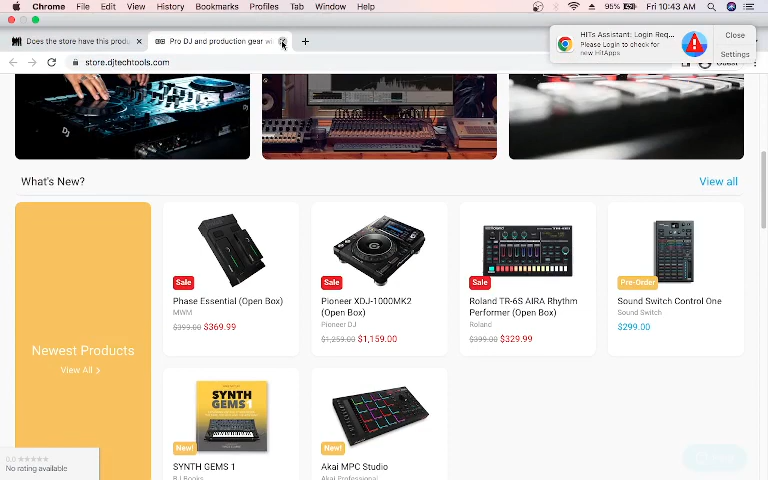 Chrome File Edit View History Bookmarks Profiles Tab Window Help 95% Fri 10:43 AM
Does the store have this produ
Pro DJ and production gear wi
HITs Assistant: Login Req...
Please Login to check for
new HitApps
Close
Settings
store.djtechtools.com
Guest
What's New?
View all
Newest Products
View All
Sale
Phase Essential (Open Box)
MWM
$399.00 $369.99
Sale
Pioneer XDJ-1000MK2
(Open Box)
Pioneer DJ
$1,259.00 $1,159.00
Sale
Roland TR-6S AIRA Rhythm
Performer (Open Box)
Roland
$399.00 $329.99
Pre-Order
Sound Switch Control One
Sound Switch
$299.00
SYNTH
GEMS 1
New!
SYNTH GEMS 1
BJ Books
New!
Akai MPC Studio
Akai Professional
0.0
No rating available